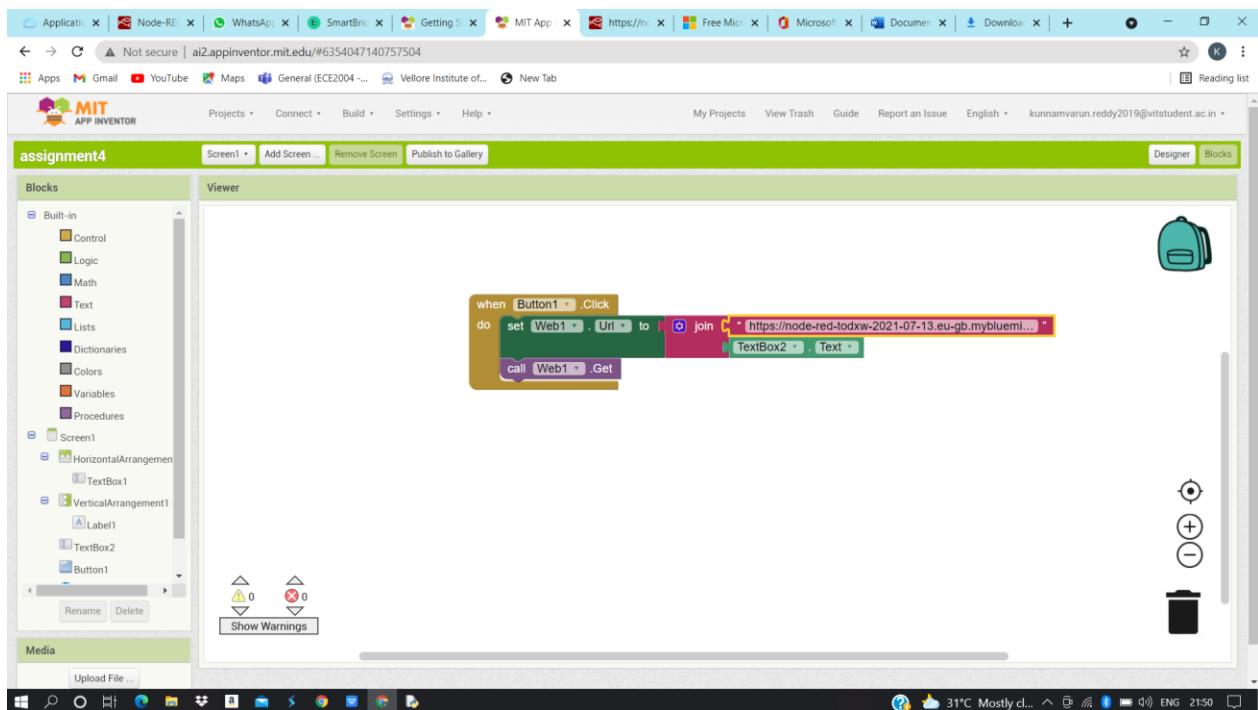 Applicatio
Node-RE
WhatsAp
SmartBri
Getting S
MIT App
https://no
Free Micr
Microsof
Documen
Downloa
Not secure | ai2.appinventor.mit.edu/#6354047140757504
K
Apps Gmail YouTube Maps General (ECE2004 -... Vellore Institute of... New Tab
Reading list
MIT
APP INVENTOR
Projects Connect Build Settings Help
My Projects View Trash Guide Report an Issue English kunnamvarun.reddy2019@vitstudent.ac.in
assignment4
Screen1 Add Screen ... Remove Screen Publish to Gallery
Designer Blocks
Blocks
Viewer
Built-in
Control
Logic
Math
Text
Lists
Dictionaries
Colors
Variables
Procedures
Screen1
HorizontalArrangemen
TextBox1
VerticalArrangement1
A Label1
TextBox2
Button1
Rename Delete
Media
Upload File ...
when Button1 .Click
do set Web1 . Url to join " https://node-red-todxw-2021-07-13.eu-gb.mybluemi... "
TextBox2 . Text
call Web1 .Get
0 0
Show Warnings
31°C Mostly cl... ENG 21:50